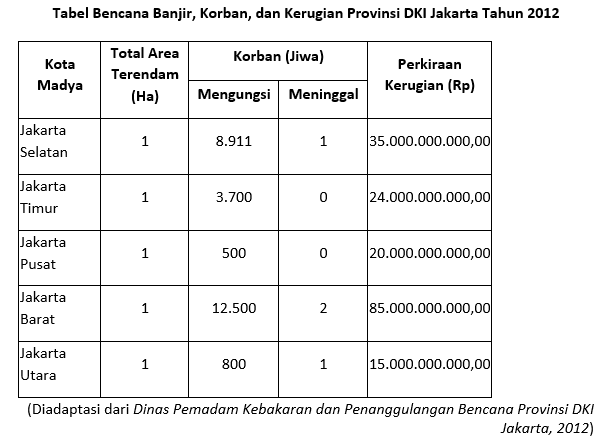 Tabel Bencana Banjir, Korban, dan Kerugian Provinsi DKI Jakarta Tahun 2012
Kota Madya Total Area Terendam (Ha) Korban (Jiwa) Perkiraan Kerugian (Rp)
Mengungsi Meninggal
Jakarta Selatan 1 8.911 1 35.000.000.000,00
Jakarta Timur 1 3.700 0 24.000.000.000,00
Jakarta Pusat 1 500 0 20.000.000.000,00
Jakarta Barat 1 12.500 2 85.000.000.000,00
Jakarta Utara 1 800 1 15.000.000.000,00
(Diadaptasi dari Dinas Pemadam Kebakaran dan Penanggulangan Bencana Provinsi DKI
Jakarta, 2012)